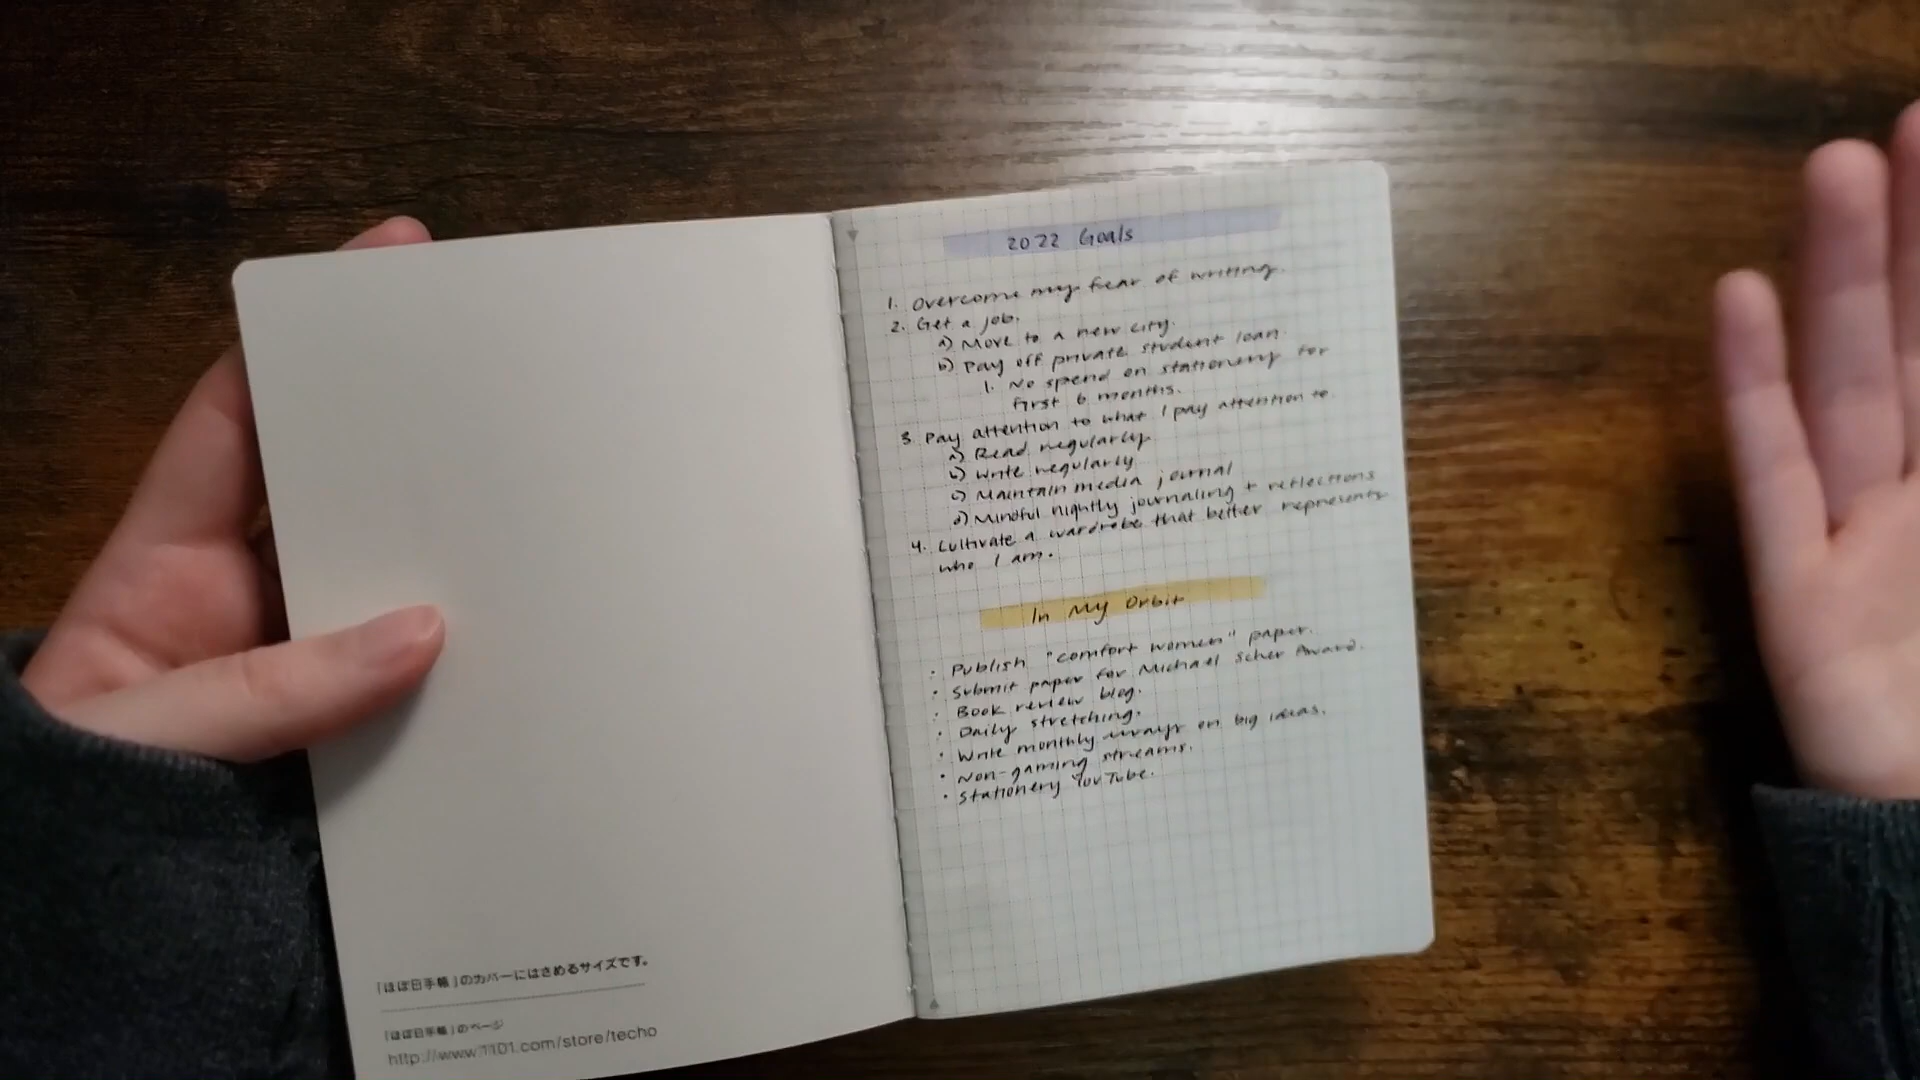 「ほぼ日手帳」のカバーにはさめるサイズです。
「ほぼ日手帳」のページ
http://www.1101.com/store/techo
2022 Goals
1. Overcome my fear of writing.
2. Get a job.
a) Move to a new city.
b) Pay off private student loan.
1. No spend on stationery for
first 6 months.
3. Pay attention to what I pay attention to.
a) Read regularly
b) Write regularly
c) Maintain media journal
d) Mindful nightly journaling + reflections
4. Cultivate a wardrobe that better represents
who I am.
In My Orbit
• Publish "comfort women" paper.
• Submit paper for Michael Scher Award.
• Book review blog.
• Daily stretching.
• Write monthly essays on big ideas.
• Non-gaming streams.
• Stationery YouTube.